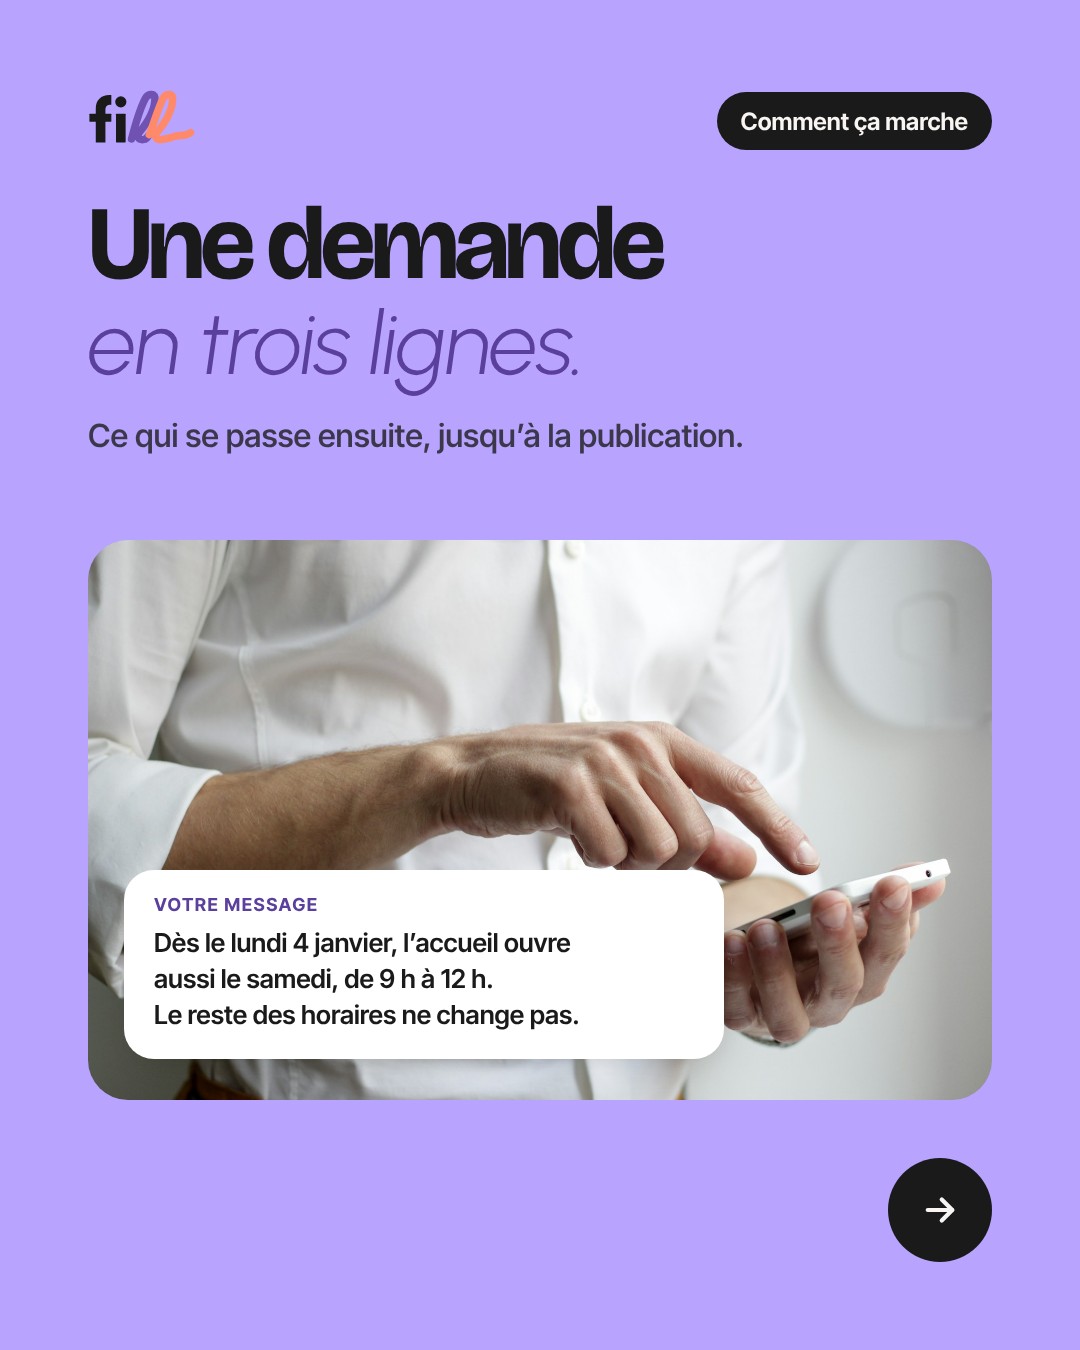 fill
Comment ça marche
Une demande
en trois lignes.
Ce qui se passe ensuite, jusqu’à la publication.
VOTRE MESSAGE
Dès le lundi 4 janvier, l’accueil ouvre
aussi le samedi, de 9 h à 12 h.
Le reste des horaires ne change pas.